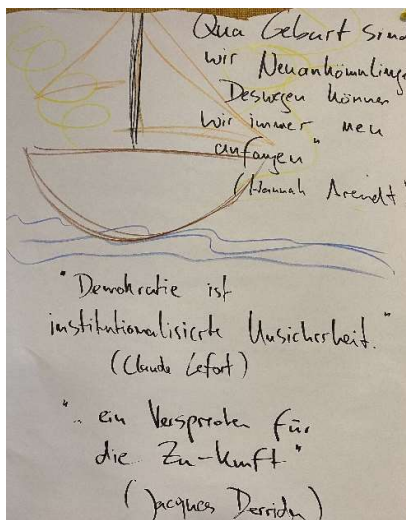 Qua Geburt sind
wir Neuankömmlinge
Deswegen können
wir immer neu
anfangen"
(Hannah Arendt"
"Demokratie ist
institutionalisierte Unsicherheit."
(Claude Lefort)
".. ein Versprechen für
die Zu-kunft"
(Jacques Derrida)